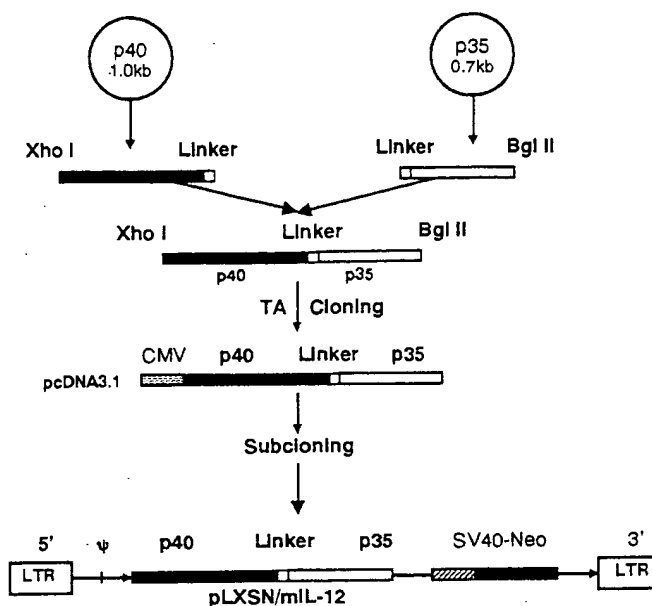 p40
1.0kb
p35
0.7kb
Xho I
Linker
Linker
Bgl II
Xho I
Linker
Bgl II
p40
p35
TA Cloning
CMV
p40
Linker
p35
pcDNA3.1
Subcloning
5'
ψ
p40
Linker
p35
SV40-Neo
3'
LTR
LTR
pLXSN/mIL-12